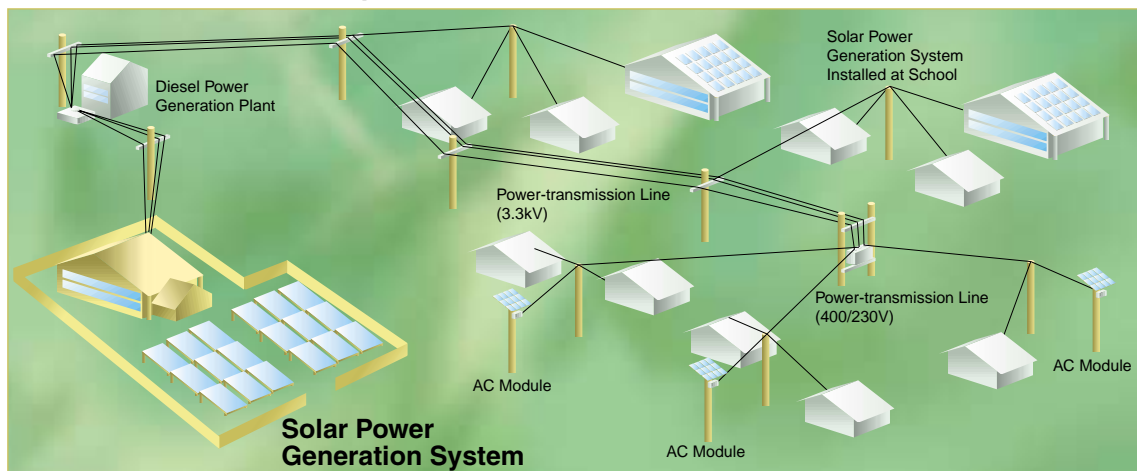 Diesel Power
Generation Plant
Solar Power
Generation System
Installed at School
Power-transmission Line
(3.3kV)
Power-transmission Line
(400/230V)
AC Module
AC Module
AC Module
Solar Power
Generation System